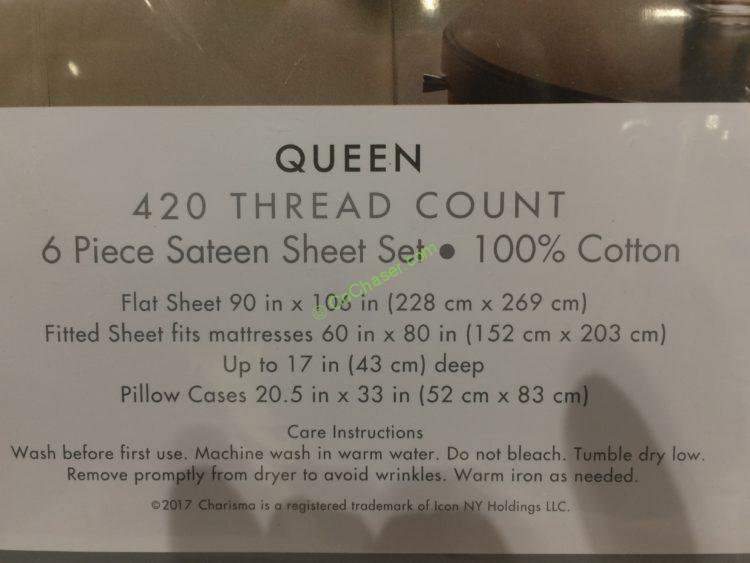 QUEEN
420 THREAD COUNT
6 Piece Sateen Sheet Set • 100% Cotton
Flat Sheet 90 in x 106 in (228 cm x 269 cm)
Fitted Sheet fits mattresses 60 in x 80 in (152 cm x 203 cm)
Up to 17 in (43 cm) deep
Pillow Cases 20.5 in x 33 in (52 cm x 83 cm)
Care Instructions
Wash before first use. Machine wash in warm water. Do not bleach. Tumble dry low.
Remove promptly from dryer to avoid wrinkles. Warm iron as needed.
©2017 Charisma is a registered trademark of Icon NY Holdings LLC.